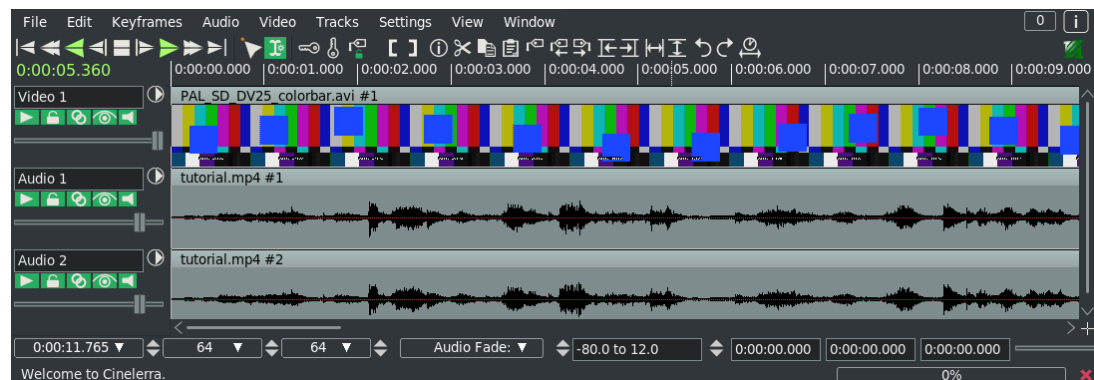 File Edit Keyframes Audio Video Tracks Settings View Window 0 i
0:00:05.360 0:00:00.000 0:00:01.000 0:00:02.000 0:00:03.000 0:00:04.000 0:00:05.000 0:00:06.000 0:00:07.000 0:00:08.000 0:00:09.000
Video 1 PAL_SD_DV25_colorbar.avi #1
Audio 1 tutorial.mp4 #1
Audio 2 tutorial.mp4 #2
0:00:11.765 64 64 Audio Fade: -80.0 to 12.0 0:00:00.000 0:00:00.000 0:00:00.000
Welcome to Cinelerra. 0%